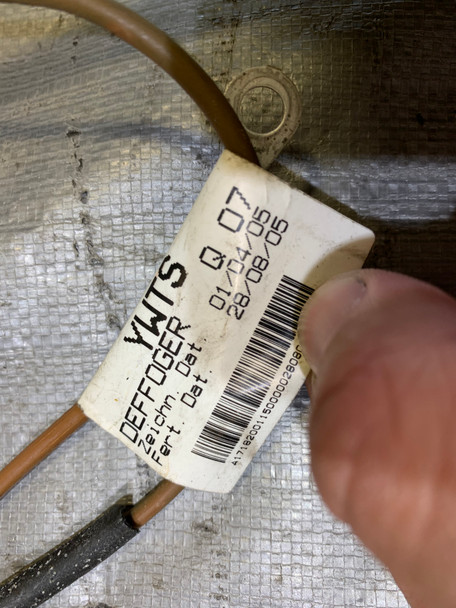 YWTS Q 07
DEFFOGER
Zeichn. Dat. 01/04/05
Fert. Dat. 28/08/05